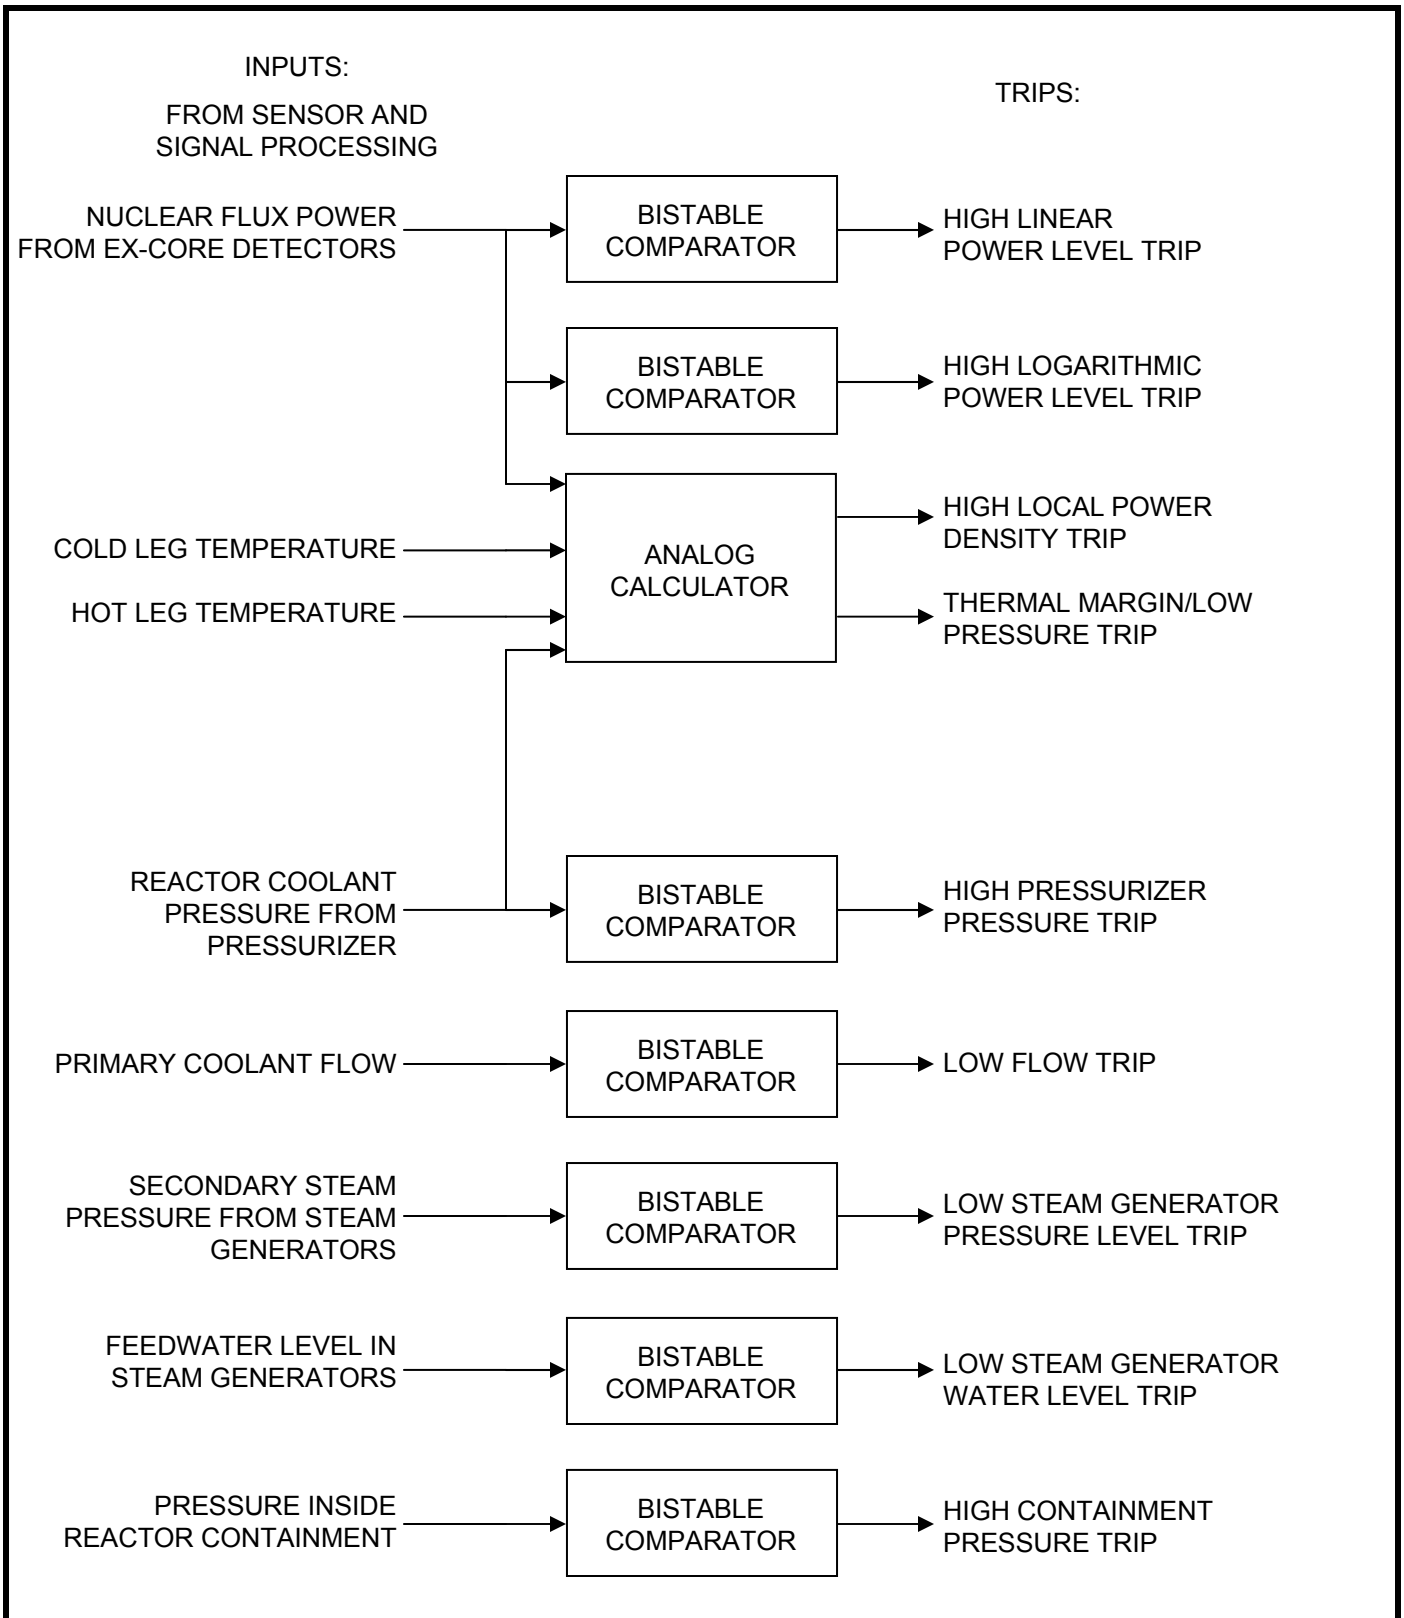 INPUTS:
FROM SENSOR AND
SIGNAL PROCESSING
TRIPS:
NUCLEAR FLUX POWER
FROM EX-CORE DETECTORS
BISTABLE
COMPARATOR
HIGH LINEAR
POWER LEVEL TRIP
BISTABLE
COMPARATOR
HIGH LOGARITHMIC
POWER LEVEL TRIP
COLD LEG TEMPERATURE
HOT LEG TEMPERATURE
ANALOG
CALCULATOR
HIGH LOCAL POWER
DENSITY TRIP
THERMAL MARGIN/LOW
PRESSURE TRIP
REACTOR COOLANT
PRESSURE FROM
PRESSURIZER
BISTABLE
COMPARATOR
HIGH PRESSURIZER
PRESSURE TRIP
PRIMARY COOLANT FLOW
BISTABLE
COMPARATOR
LOW FLOW TRIP
SECONDARY STEAM
PRESSURE FROM STEAM
GENERATORS
BISTABLE
COMPARATOR
LOW STEAM GENERATOR
PRESSURE LEVEL TRIP
FEEDWATER LEVEL IN
STEAM GENERATORS
BISTABLE
COMPARATOR
LOW STEAM GENERATOR
WATER LEVEL TRIP
PRESSURE INSIDE
REACTOR CONTAINMENT
BISTABLE
COMPARATOR
HIGH CONTAINMENT
PRESSURE TRIP